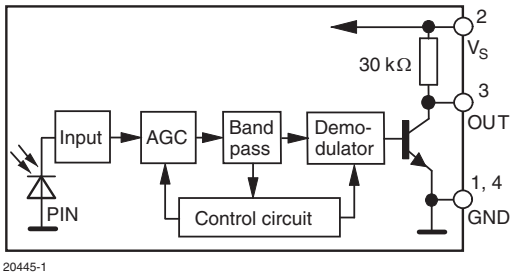 2
V_S
30 kΩ
3
OUT
Input
AGC
Band
pass
Demo-
dulator
1, 4
GND
PIN
Control circuit
20445-1